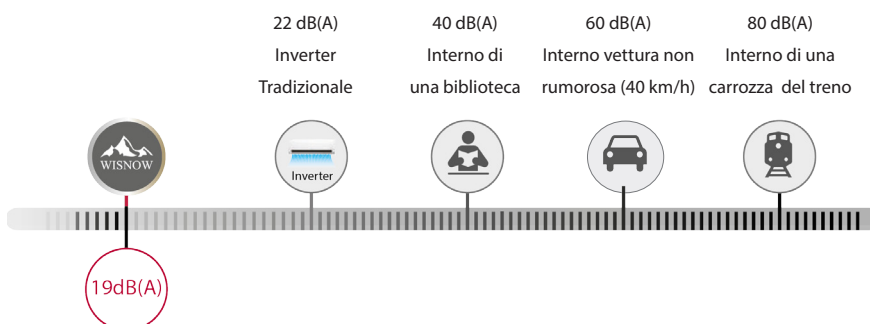 22 dB(A)
Inverter
Tradizionale
40 dB(A)
Interno di
una biblioteca
60 dB(A)
Interno vettura non
rumorosa (40 km/h)
80 dB(A)
Interno di una
carrozza del treno
WISNOW
Inverter
19dB(A)